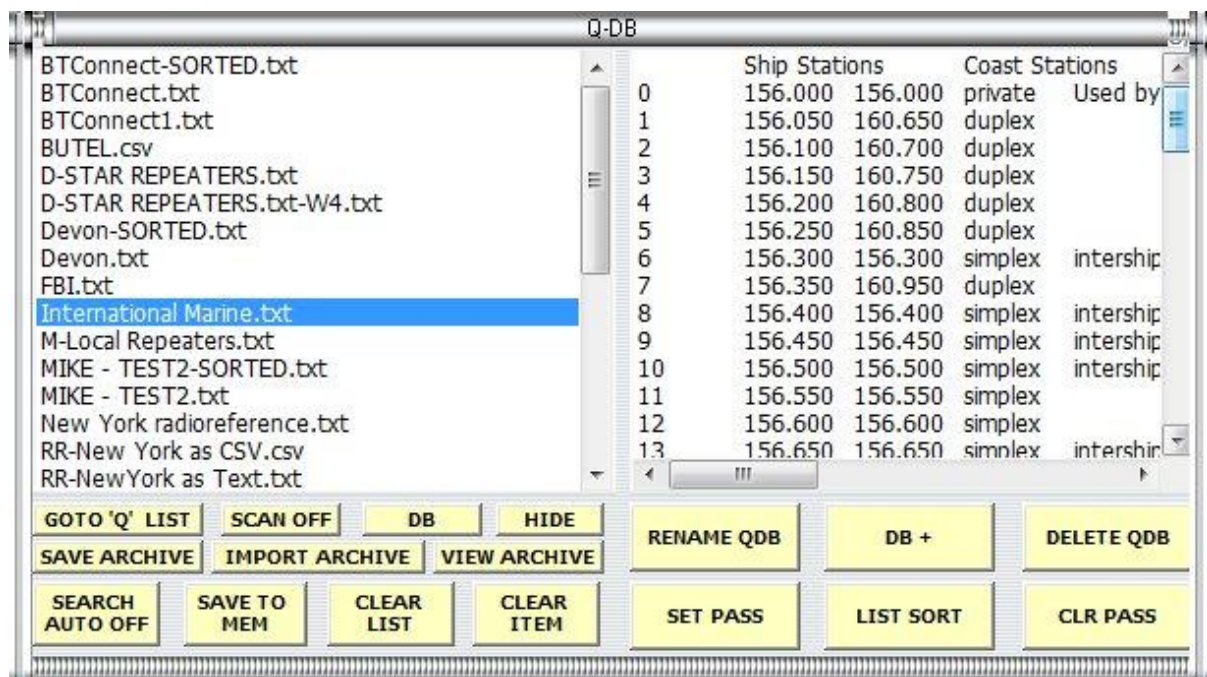 Q-DB
BTConnect-SORTED.txt
BTConnect.txt
BTConnect1.txt
BUTEL.csv
D-STAR REPEATERS.txt
D-STAR REPEATERS.txt-W4.txt
Devon-SORTED.txt
Devon.txt
FBI.txt
International Marine.txt
M-Local Repeaters.txt
MIKE - TEST2-SORTED.txt
MIKE - TEST2.txt
New York radioreference.txt
RR-New York as CSV.csv
RR-NewYork as Text.txt
Ship Stations Coast Stations
0 156.000 156.000 private Used by
1 156.050 160.650 duplex
2 156.100 160.700 duplex
3 156.150 160.750 duplex
4 156.200 160.800 duplex
5 156.250 160.850 duplex
6 156.300 156.300 simplex intership
7 156.350 160.950 duplex
8 156.400 156.400 simplex intership
9 156.450 156.450 simplex intership
10 156.500 156.500 simplex intership
11 156.550 156.550 simplex
12 156.600 156.600 simplex
13 156.650 156.650 simplex intership
GOTO 'Q' LIST SCAN OFF DB HIDE
SAVE ARCHIVE IMPORT ARCHIVE VIEW ARCHIVE
SEARCH AUTO OFF
SAVE TO MEM
CLEAR LIST
CLEAR ITEM
RENAME QDB DB + DELETE QDB
SET PASS LIST SORT CLR PASS